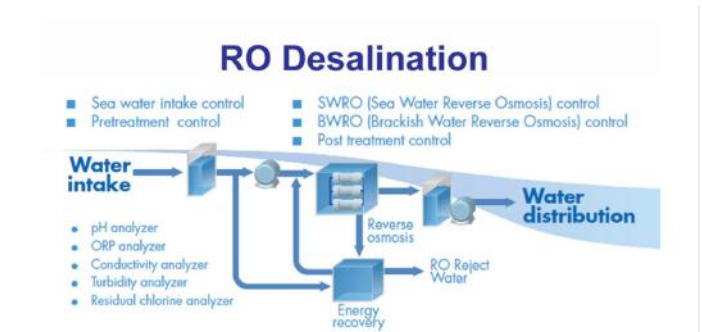 RO Desalination
Sea water intake control
Pretreatment control
SWRO (Sea Water Reverse Osmosis) control
BWRO (Brackish Water Reverse Osmosis) control
Post treatment control
Water
intake
Water
distribution
Reverse
osmosis
pH analyzer
ORP analyzer
Conductivity analyzer
Turbidity analyzer
Residual chlorine analyzer
RO Reject
Water
Energy
recovery